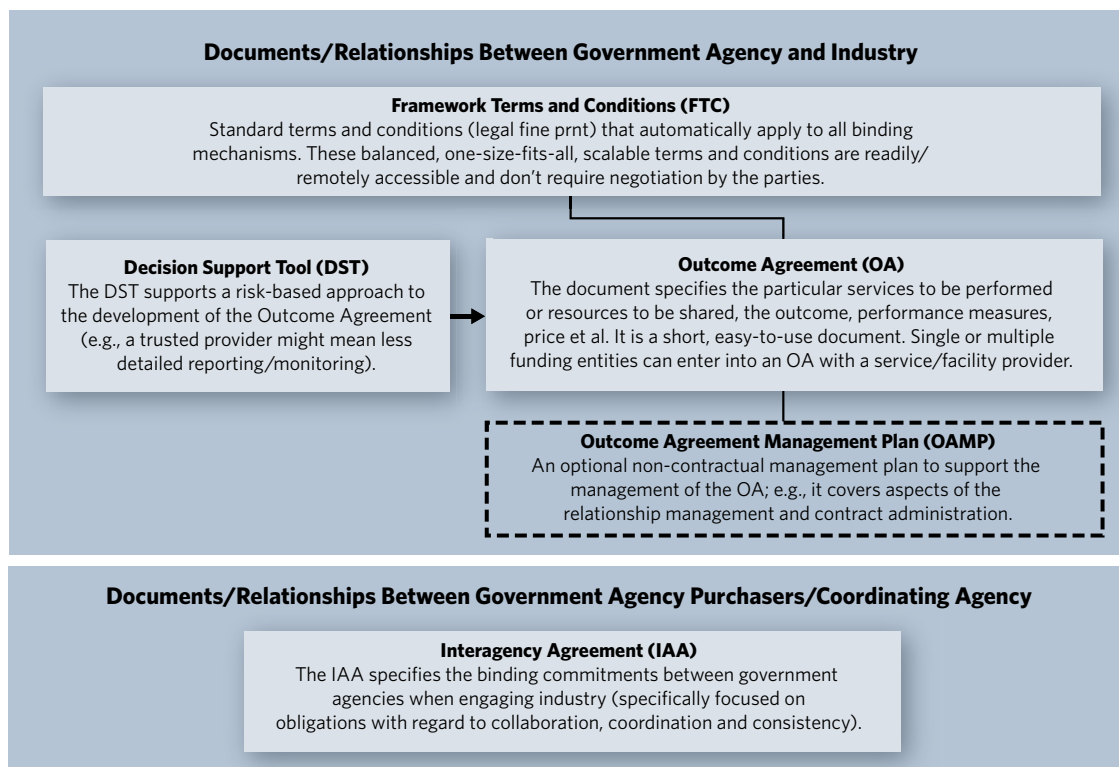 Documents/Relationships Between Government Agency and Industry
Framework Terms and Conditions (FTC)
Standard terms and conditions (legal fine prnt) that automatically apply to all binding
mechanisms. These balanced, one-size-fits-all, scalable terms and conditions are readily/
remotely accessible and don’t require negotiation by the parties.
Decision Support Tool (DST)
The DST supports a risk-based approach to
the development of the Outcome Agreement
(e.g., a trusted provider might mean less
detailed reporting/monitoring).
Outcome Agreement (OA)
The document specifies the particular services to be performed
or resources to be shared, the outcome, performance measures,
price et al. It is a short, easy-to-use document. Single or multiple
funding entities can enter into an OA with a service/facility provider.
Outcome Agreement Management Plan (OAMP)
An optional non-contractual management plan to support the
management of the OA; e.g., it covers aspects of the
relationship management and contract administration.
Documents/Relationships Between Government Agency Purchasers/Coordinating Agency
Interagency Agreement (IAA)
The IAA specifies the binding commitments between government
agencies when engaging industry (specifically focused on
obligations with regard to collaboration, coordination and consistency).